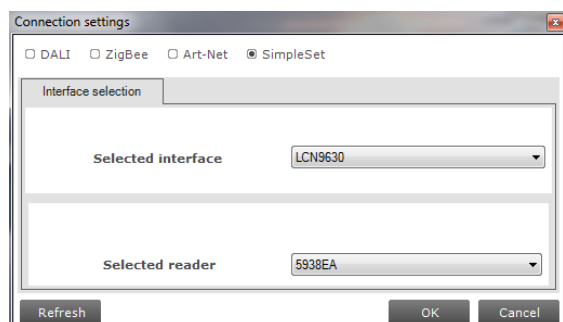 Connection settings
DALI ZigBee Art-Net SimpleSet
Interface selection
Selected interface LCN9630
Selected reader 5938EA
Refresh OK Cancel